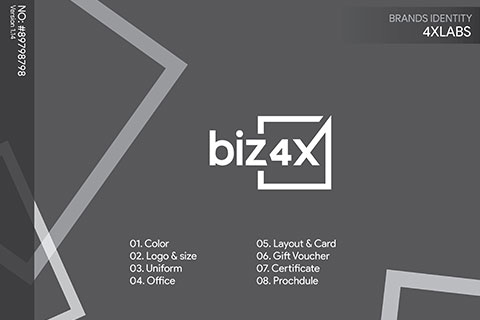 NO: #89798798
Version 1.14
BRANDS IDENTITY
4XLABS
biz4x
01. Color
02. Logo & size
03. Uniform
04. Office
05. Layout & Card
06. Gift Voucher
07. Certificate
08. Prochdule